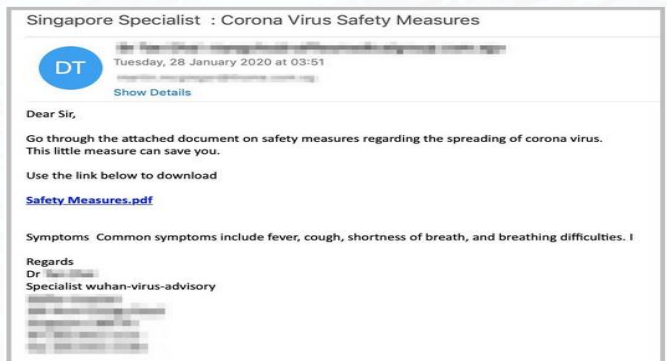 Singapore Specialist : Corona Virus Safety Measures
DT
Tuesday, 28 January 2020 at 03:51
Show Details
Dear Sir,
Go through the attached document on safety measures regarding the spreading of corona virus.
This little measure can save you.
Use the link below to download
Safety Measures.pdf
Symptoms Common symptoms include fever, cough, shortness of breath, and breathing difficulties. I
Regards
Dr
Specialist wuhan-virus-advisory